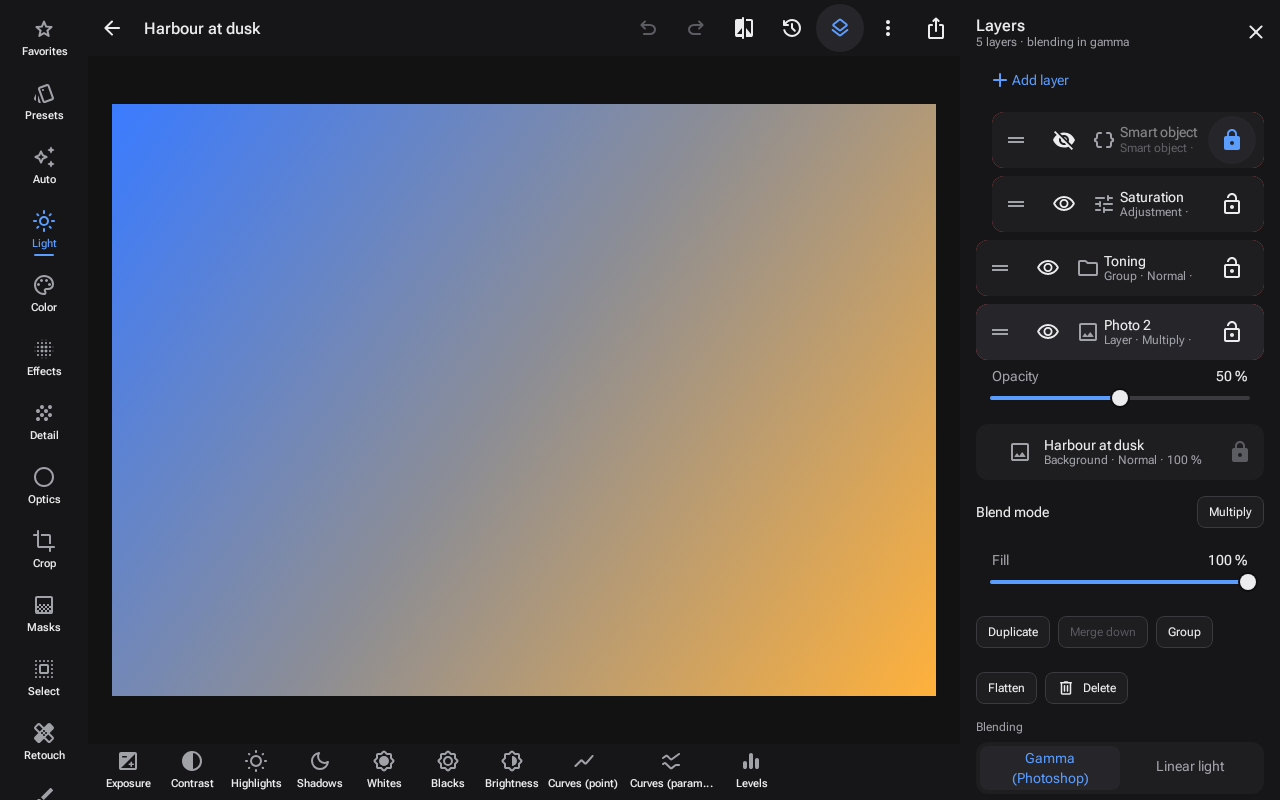 Favorites
Presets
Auto
Light
Color
Effects
Detail
Optics
Crop
Masks
Select
Retouch
Harbour at dusk
Exposure
Contrast
Highlights
Shadows
Whites
Blacks
Brightness
Curves (point)
Curves (param...
Levels
Layers
5 layers · blending in gamma
Add layer
Smart object
Smart object ·
Saturation
Adjustment ·
Toning
Group · Normal ·
Photo 2
Layer · Multiply ·
Opacity 50 %
Harbour at dusk
Background · Normal · 100 %
Blend mode Multiply
Fill 100 %
Duplicate Merge down Group
Flatten Delete
Blending
Gamma
(Photoshop)
Linear light